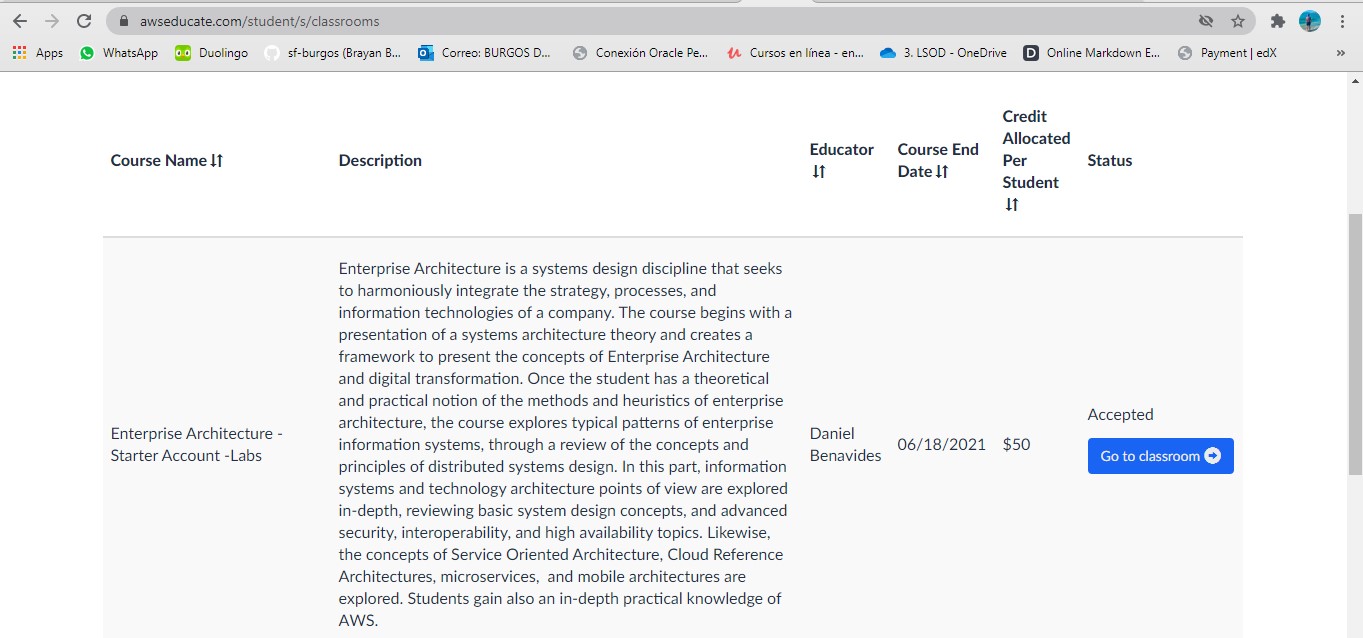 awseducate.com/student/s/classrooms
Apps WhatsApp Duolingo sf-burgos (Brayan B... Correo: BURGOS D... Conexión Oracle Pe... Cursos en línea - en... 3. LSOD - OneDrive D Online Markdown E... Payment | edX »
Course Name
Description
Educator
Course End
Date
Credit
Allocated
Per
Student
Status
Enterprise Architecture -
Starter Account -Labs
Enterprise Architecture is a systems design discipline that seeks
to harmoniously integrate the strategy, processes, and
information technologies of a company. The course begins with a
presentation of a systems architecture theory and creates a
framework to present the concepts of Enterprise Architecture
and digital transformation. Once the student has a theoretical
and practical notion of the methods and heuristics of enterprise
architecture, the course explores typical patterns of enterprise
information systems, through a review of the concepts and
principles of distributed systems design. In this part, information
systems and technology architecture points of view are explored
in-depth, reviewing basic system design concepts, and advanced
security, interoperability, and high availability topics. Likewise,
the concepts of Service Oriented Architecture, Cloud Reference
Architectures, microservices,  and mobile architectures are
explored. Students gain also an in-depth practical knowledge of
AWS.
Daniel
Benavides
06/18/2021
$50
Accepted
Go to classroom